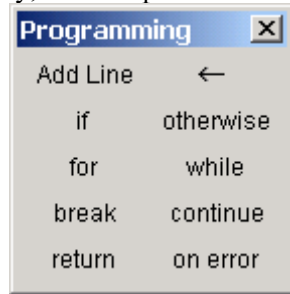 Programming
Add Line ←
if otherwise
for while
break continue
return on error